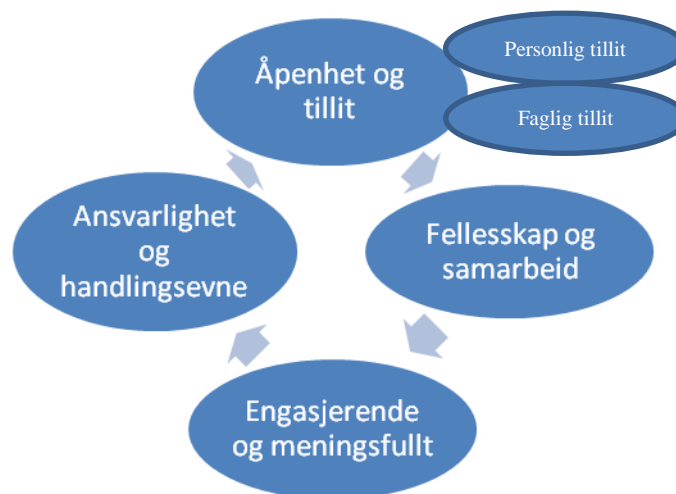 Åpenhet og
tillit
Personlig tillit
Faglig tillit
Fellesskap og
samarbeid
Engasjerende
og meningsfullt
Ansvarlighet
og
handlingsevne